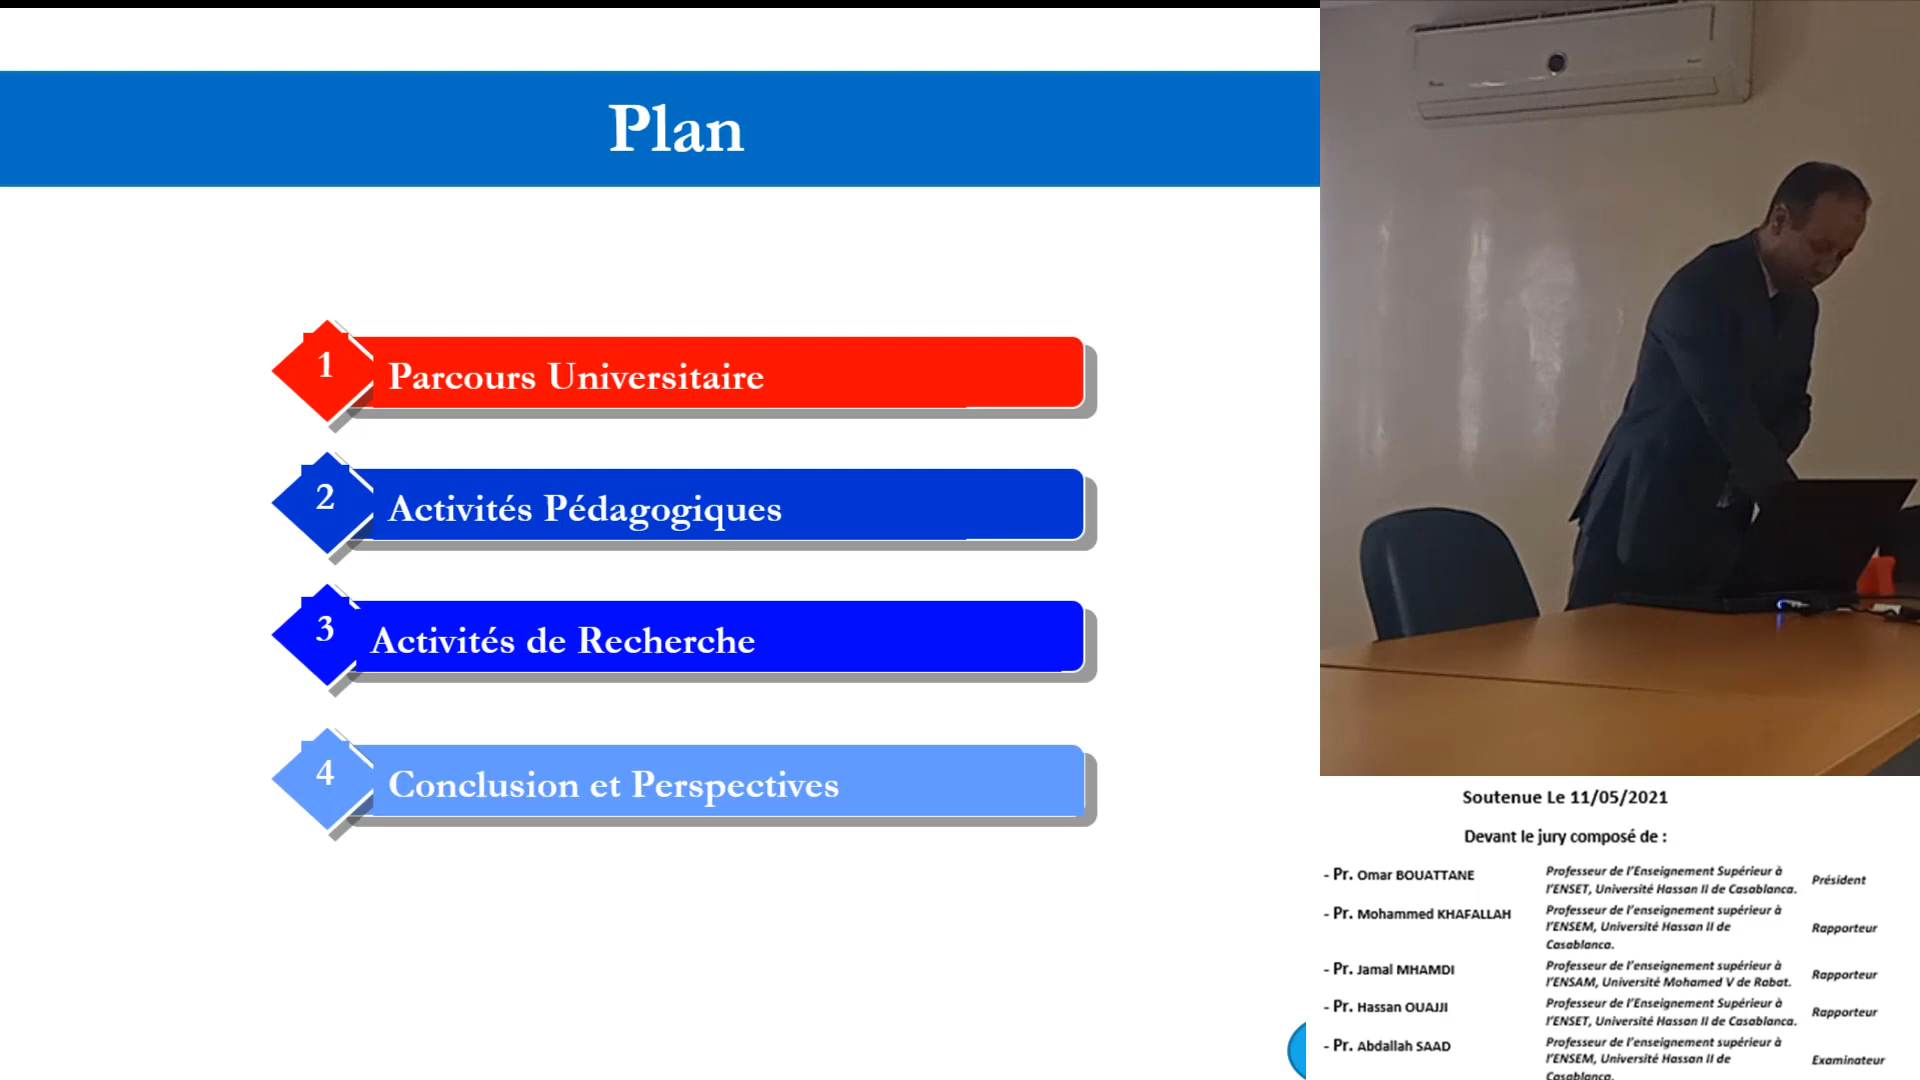 Plan
1
Parcours Universitaire
2
Activités Pédagogiques
3
Activités de Recherche
4
Conclusion et Perspectives
Soutenue Le 11/05/2021
Devant le jury composé de :
- Pr. Omar BOUATTANE
Professeur de l'Enseignement Supérieur à
l'ENSET, Université Hassan II de Casablanca.
Président
- Pr. Mohammed KHAFALLAH
Professeur de l'enseignement supérieur à
l'ENSEM, Université Hassan II de
Casablanca.
Rapporteur
- Pr. Jamal MHAMDI
Professeur de l'enseignement supérieur à
l'ENSAM, Université Mohamed V de Rabat.
Rapporteur
- Pr. Hassan OUAJJI
Professeur de l'Enseignement Supérieur à
l'ENSET, Université Hassan II de Casablanca.
Rapporteur
- Pr. Abdallah SAAD
Professeur de l'enseignement supérieur à
l'ENSEM, Université Hassan II de
Casablanca.
Examinateur